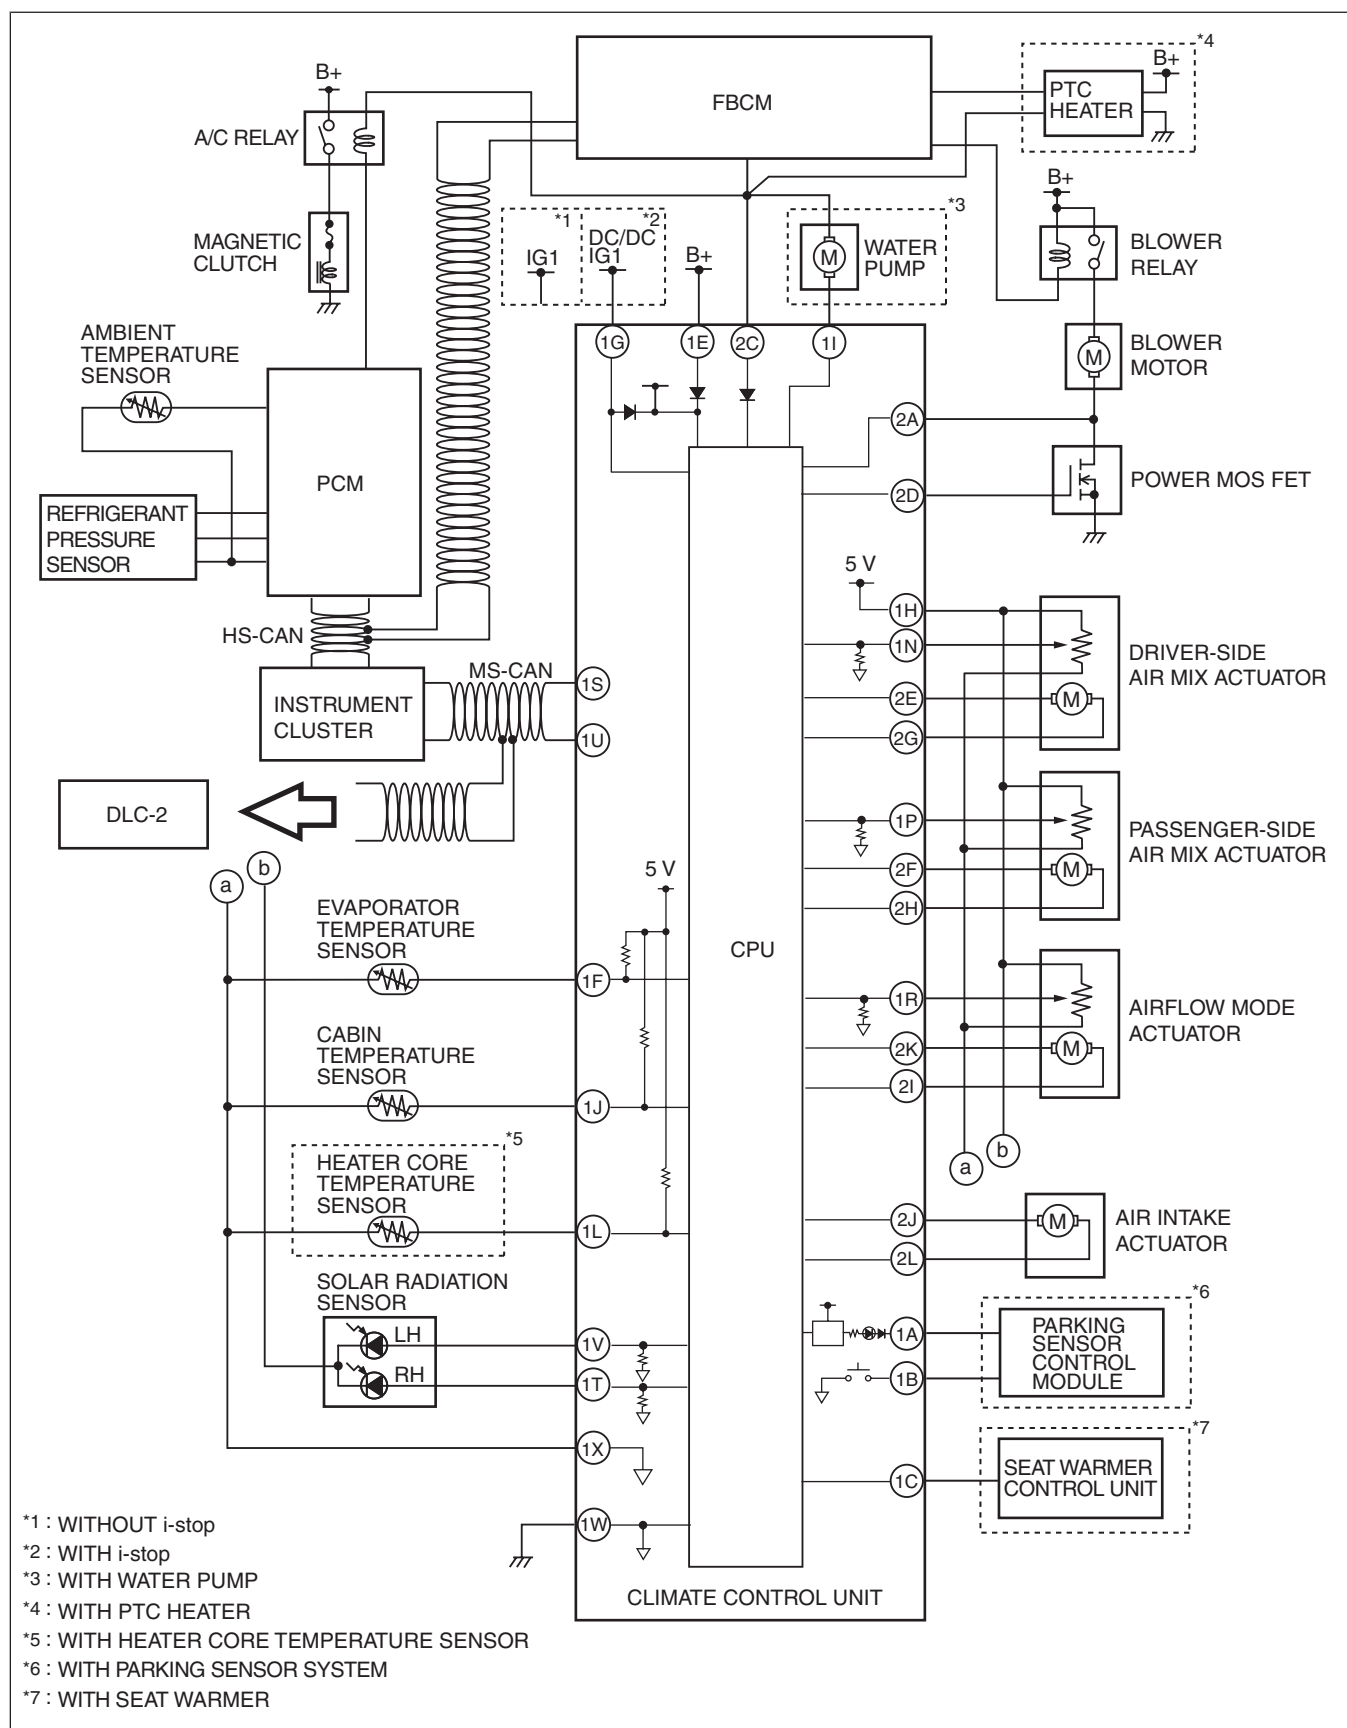 *4
B+
B+
FBCM
PTC
HEATER
A/C RELAY
B+
*1
*2
*3
MAGNETIC
CLUTCH
IG1
DC/DC
IG1
B+
M
WATER
PUMP
BLOWER
RELAY
AMBIENT
TEMPERATURE
SENSOR
1G
1E
2C
1I
M
BLOWER
MOTOR
2A
PCM
2D
POWER MOS FET
REFRIGERANT
PRESSURE
SENSOR
5 V
1H
HS-CAN
1N
DRIVER-SIDE
AIR MIX ACTUATOR
MS-CAN
1S
INSTRUMENT
CLUSTER
2E
M
1U
2G
DLC-2
1P
PASSENGER-SIDE
AIR MIX ACTUATOR
a
b
5 V
2F
M
2H
EVAPORATOR
TEMPERATURE
SENSOR
CPU
1F
1R
AIRFLOW MODE
ACTUATOR
CABIN
TEMPERATURE
SENSOR
2K
M
2I
1J
*5
HEATER CORE
TEMPERATURE
SENSOR
a
b
1L
2J
M
AIR INTAKE
ACTUATOR
2L
SOLAR RADIATION
SENSOR
*6
LH
1V
1A
PARKING
SENSOR
CONTROL
MODULE
RH
1T
1B
*7
1X
SEAT WARMER
CONTROL UNIT
1C
1W
*1 : WITHOUT i-stop
*2 : WITH i-stop
*3 : WITH WATER PUMP
CLIMATE CONTROL UNIT
*4 : WITH PTC HEATER
*5 : WITH HEATER CORE TEMPERATURE SENSOR
*6 : WITH PARKING SENSOR SYSTEM
*7 : WITH SEAT WARMER